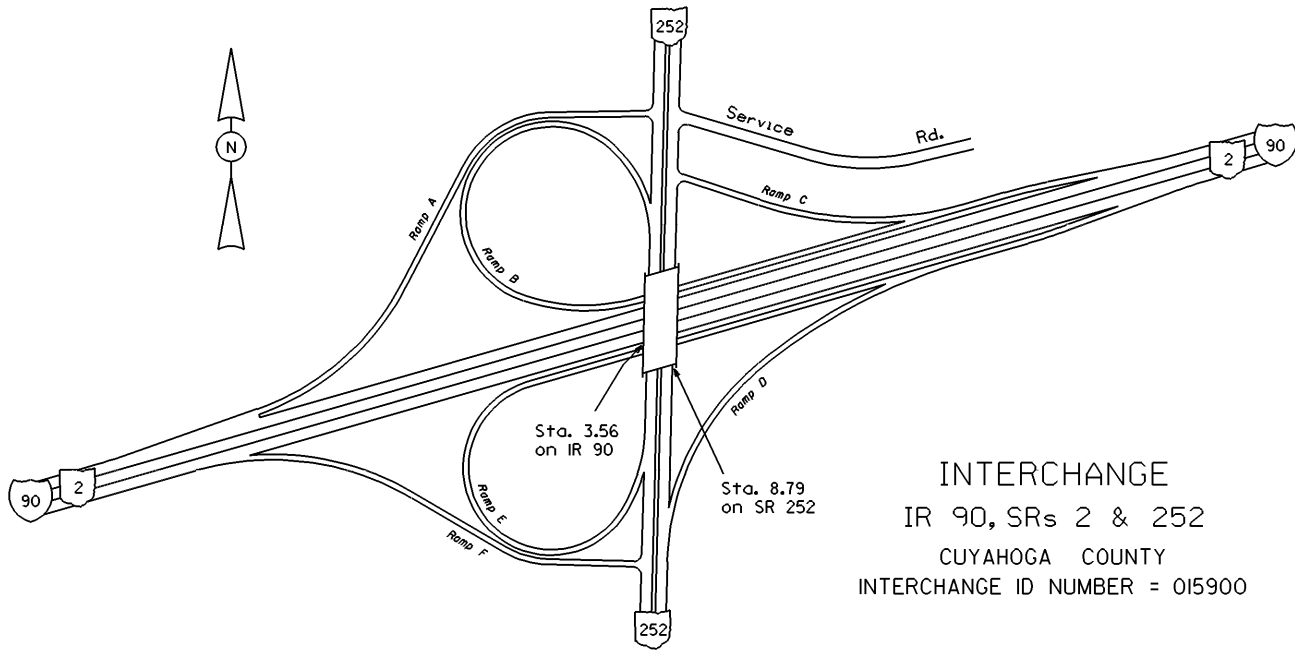 252
N
Service
Rd.
2
90
Ramp A
Ramp C
Ramp B
Ramp D
Sta. 3.56
on IR 90
Sta. 8.79
on SR 252
90
2
Ramp E
Ramp F
252
INTERCHANGE
IR 90, SRs 2 & 252
CUYAHOGA COUNTY
INTERCHANGE ID NUMBER = 015900